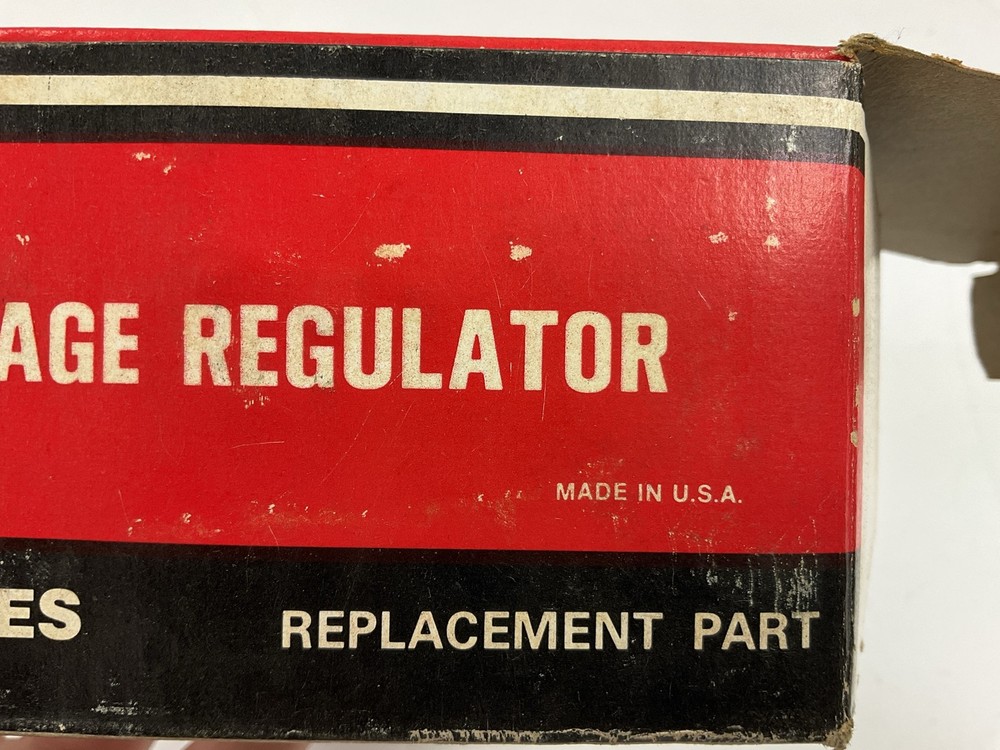 AGE REGULATOR
MADE IN U.S.A.
ES
REPLACEMENT PART